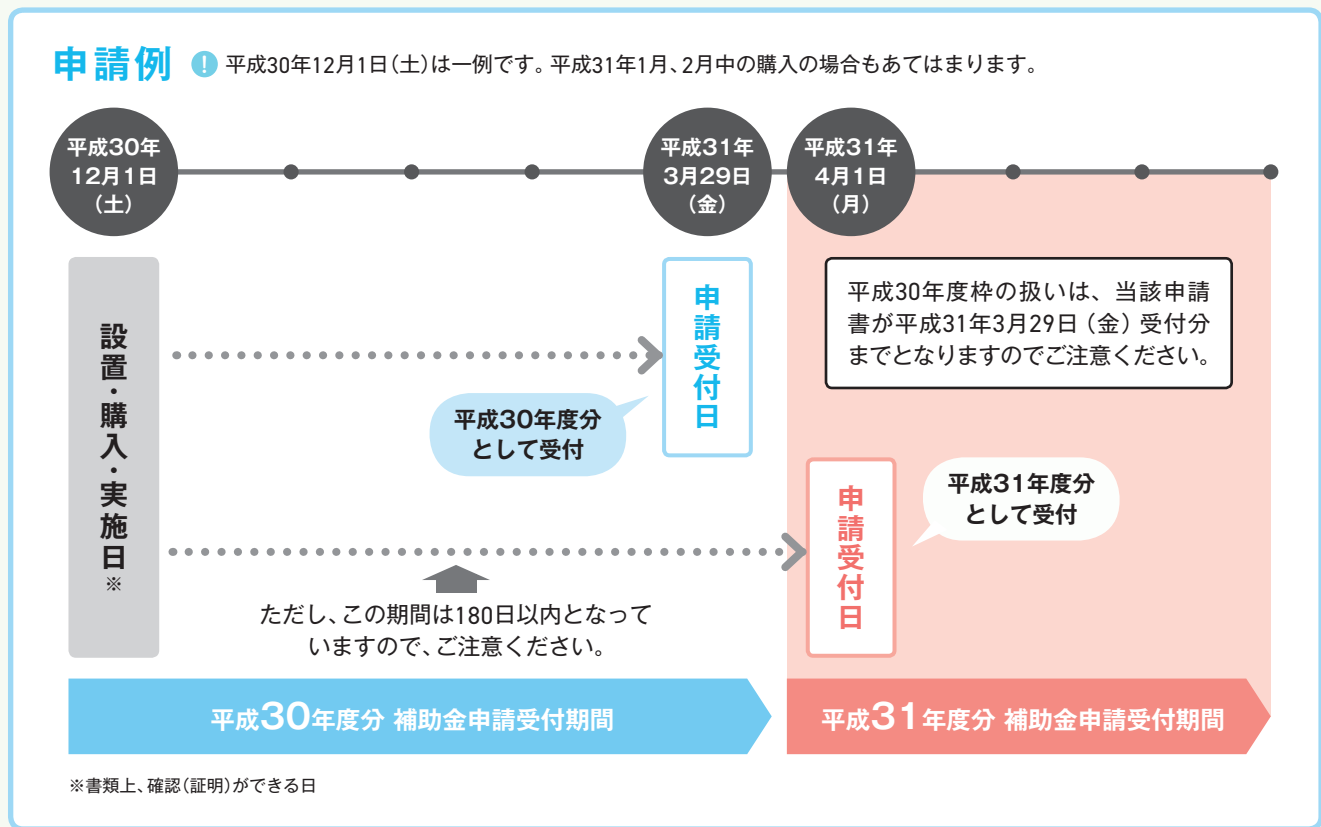 申請例 ! 平成30年12月1日(土)は一例です。平成31年1月、2月中の購入の場合もあてはまります。
平成30年
12月1日
(土)
平成31年
3月29日
(金)
平成31年
4月1日
(月)
設置・購入・実施日※
申請受付日
平成30年度分
として受付
平成30年度枠の扱いは、当該申請
書が平成31年3月29日(金)受付分
までとなりますのでご注意ください。
申請受付日
平成31年度分
として受付
ただし、この期間は180日以内となって
いますので、ご注意ください。
平成30年度分 補助金申請受付期間
平成31年度分 補助金申請受付期間
※書類上、確認(証明)ができる日